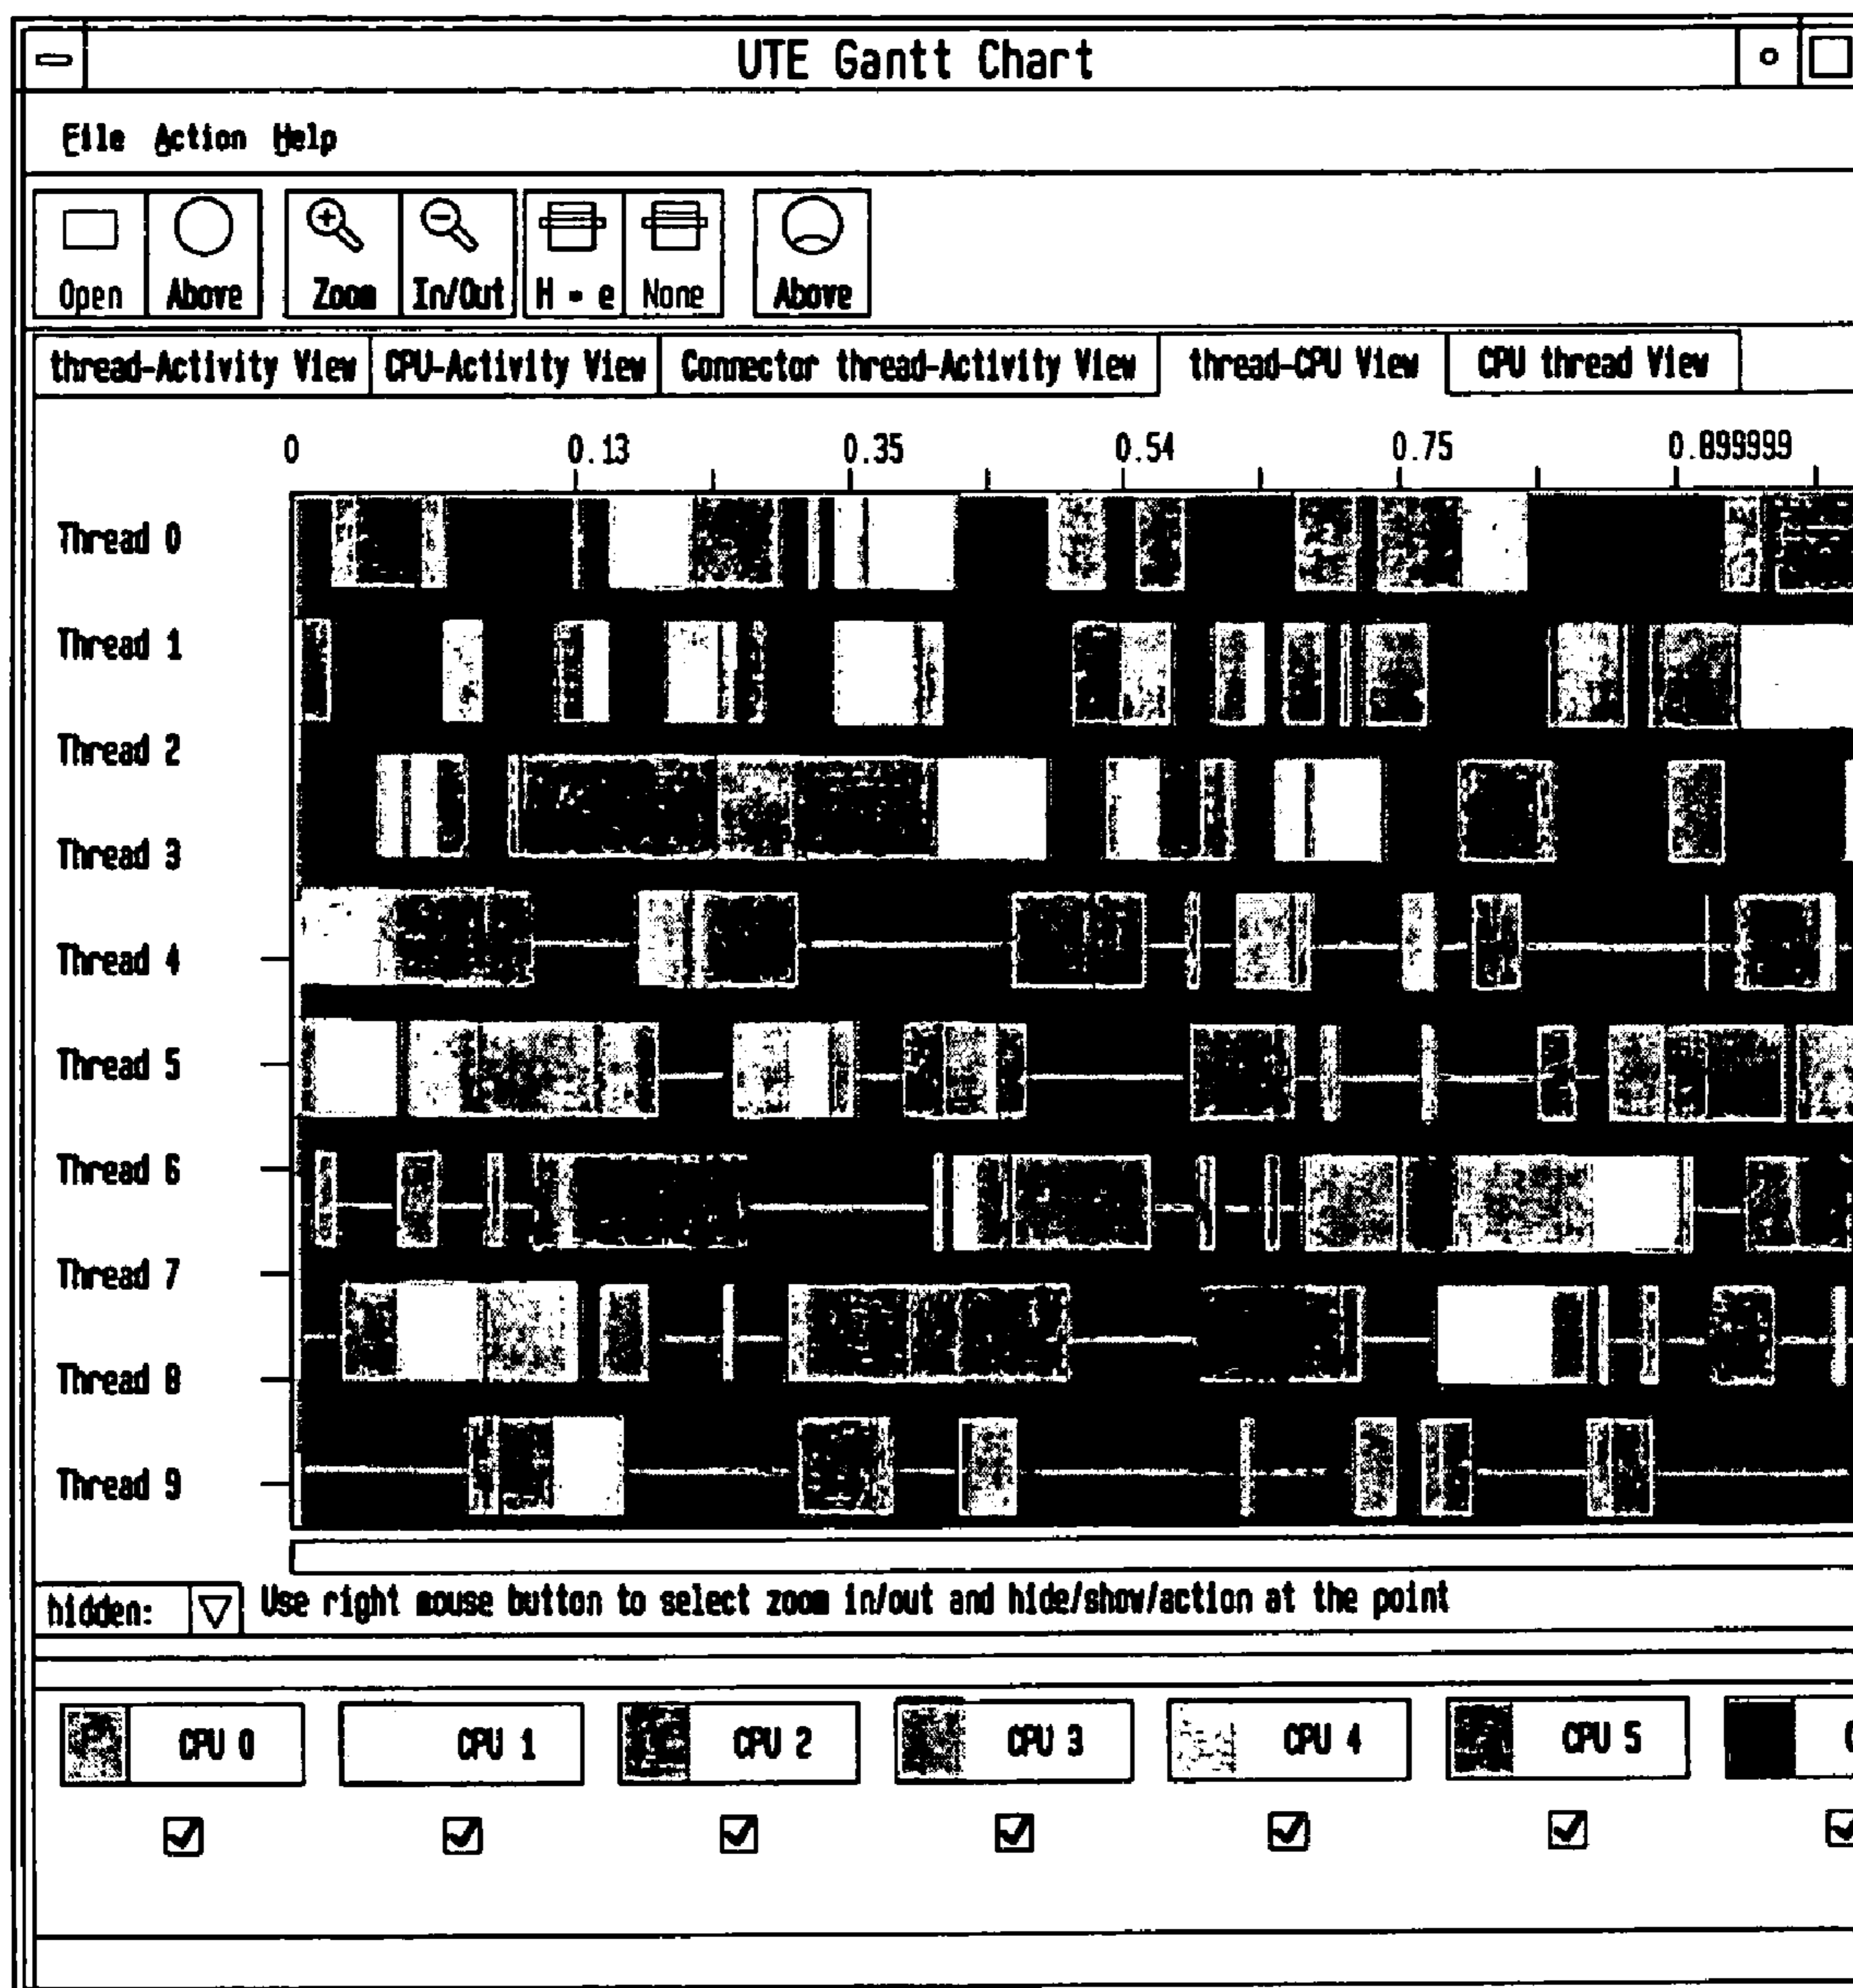 UTE Gantt Chart
File Action Help
Open Above Zoom In/Out H - e None Above
thread-Activity View CPU-Activity View Connector thread-Activity View thread-CPU View CPU thread View
0 0.13 0.35 0.54 0.75 0.899999
Thread 0
Thread 1
Thread 2
Thread 3
Thread 4
Thread 5
Thread 6
Thread 7
Thread 8
Thread 9
hidden: Use right mouse button to select zoom in/out and hide/show/action at the point
CPU 0 CPU 1 CPU 2 CPU 3 CPU 4 CPU 5